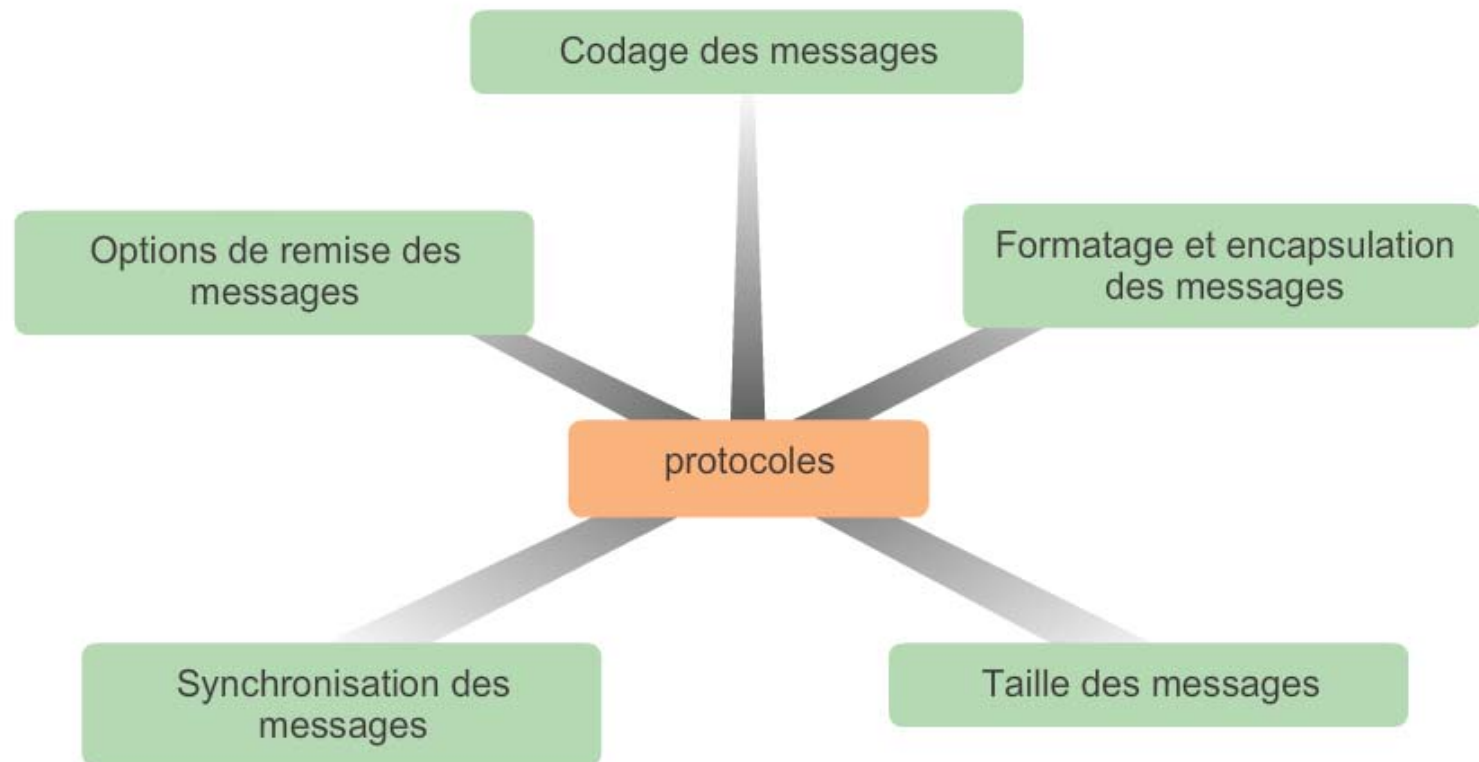 Codage des messages
Options de remise des
messages
Formatage et encapsulation
des messages
protocoles
Synchronisation des
messages
Taille des messages